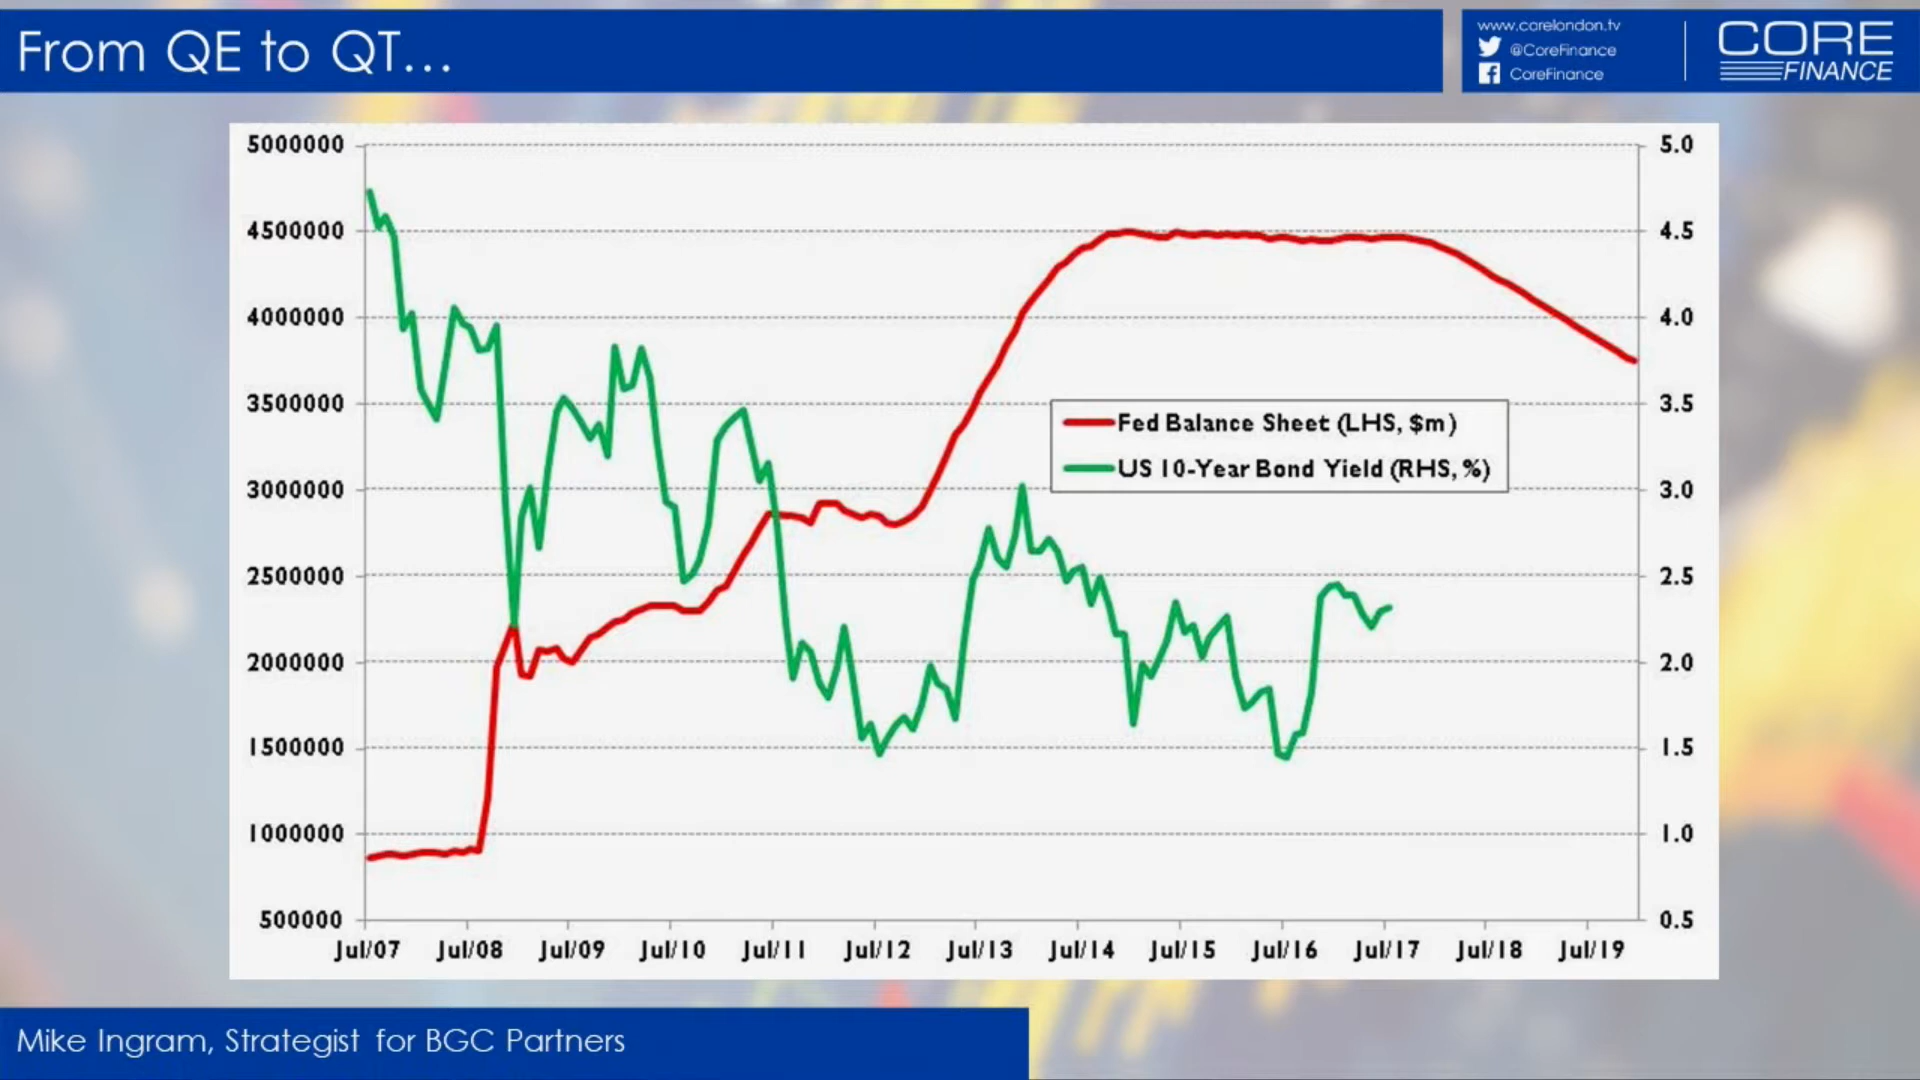 From QE to QT...
www.corelondon.tv
@CoreFinance
CoreFinance
CORE
FINANCE
5000000
4500000
4000000
3500000
3000000
2500000
2000000
1500000
1000000
500000
5.0
4.5
4.0
3.5
3.0
2.5
2.0
1.5
1.0
0.5
Fed Balance Sheet (LHS, $m)
US 10-Year Bond Yield (RHS, %)
Jul/07 Jul/08 Jul/09 Jul/10 Jul/11 Jul/12 Jul/13 Jul/14 Jul/15 Jul/16 Jul/17 Jul/18 Jul/19
Mike Ingram, Strategist for BGC Partners